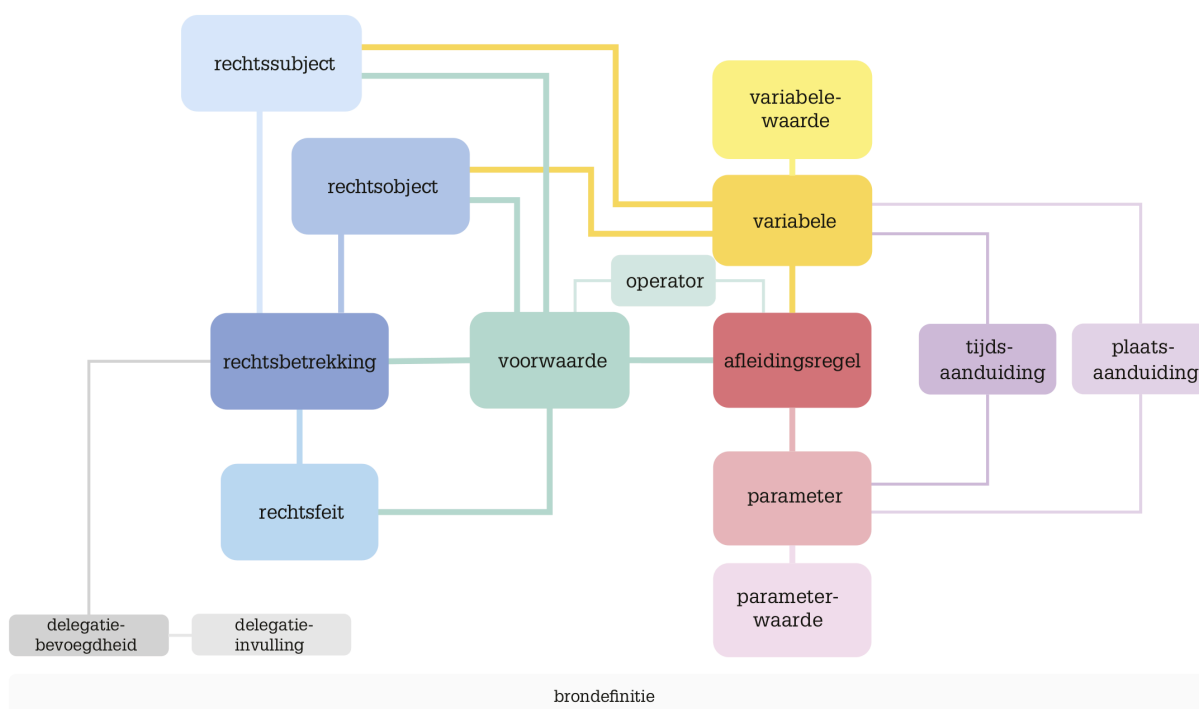 rechtssubject
variabele-
waarde
rechtsobject
variabele
operator
rechtsbetrekking
voorwaarde
afleidingsregel
tijds-
aanduiding
plaats-
aanduiding
parameter
rechtsfeit
parameter-
waarde
delegatie-
bevoegdheid
delegatie-
invulling
brondefinitie